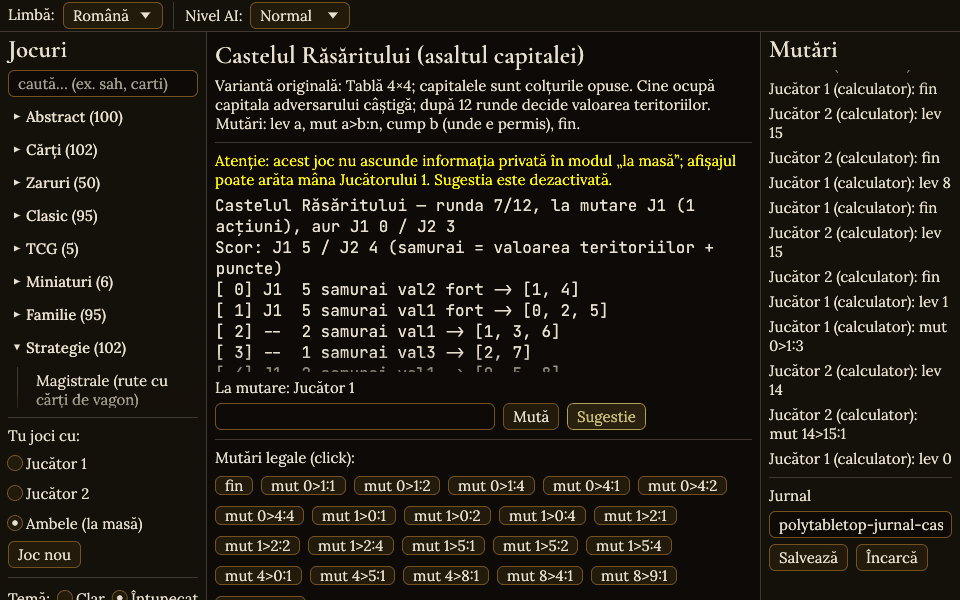 Limbă: Română ▼ Nivel AI: Normal ▼
Jocuri
caută... (ex. sah, carti)
▸ Abstract (100)
▸ Cărți (102)
▸ Zaruri (50)
▸ Clasic (95)
▸ TCG (5)
▸ Miniaturi (6)
▸ Familie (95)
▾ Strategie (102)
Magistrale (rute cu
cărți de vagon)
Tu joci cu:
Jucător 1
Jucător 2
Ambele (la masă)
Joc nou
Temă: Clar Întunecat
Castelul Răsăritului (asaltul capitalei)
Variantă originală: Tablă 4×4; capitalele sunt colțurile opuse. Cine ocupă
capitala adversarului câștigă; după 12 runde decide valoarea teritoriilor.
Mutări: lev a, mut a>b:n, cump b (unde e permis), fin.
Atenție: acest joc nu ascunde informația privată în modul „la masă”; afișajul
poate arăta mâna Jucătorului 1. Sugestia este dezactivată.
Castelul Răsăritului — runda 7/12, la mutare J1 (1
acțiuni), aur J1 0 / J2 3
Scor: J1 5 / J2 4 (samurai = valoarea teritoriilor +
puncte)
[ 0] J1  5 samurai val2 fort -> [1, 4]
[ 1] J1  5 samurai val1 fort -> [0, 2, 5]
[ 2] --  2 samurai val1 -> [1, 3, 6]
[ 3] --  1 samurai val3 -> [2, 7]
La mutare: Jucător 1
Mută Sugestie
Mutări legale (click):
fin mut 0>1:1 mut 0>1:2 mut 0>1:4 mut 0>4:1 mut 0>4:2
mut 0>4:4 mut 1>0:1 mut 1>0:2 mut 1>0:4 mut 1>2:1
mut 1>2:2 mut 1>2:4 mut 1>5:1 mut 1>5:2 mut 1>5:4
mut 4>0:1 mut 4>5:1 mut 4>8:1 mut 8>4:1 mut 8>9:1
Mutări
Jucător 1 (calculator): fin
Jucător 2 (calculator): lev
15
Jucător 2 (calculator): fin
Jucător 1 (calculator): lev 8
Jucător 1 (calculator): fin
Jucător 2 (calculator): lev
15
Jucător 2 (calculator): fin
Jucător 1 (calculator): lev 1
Jucător 1 (calculator): mut
0>1:3
Jucător 2 (calculator): lev
14
Jucător 2 (calculator):
mut 14>15:1
Jucător 1 (calculator): lev 0
Jurnal
polytabletop-jurnal-cas
Salvează Încarcă